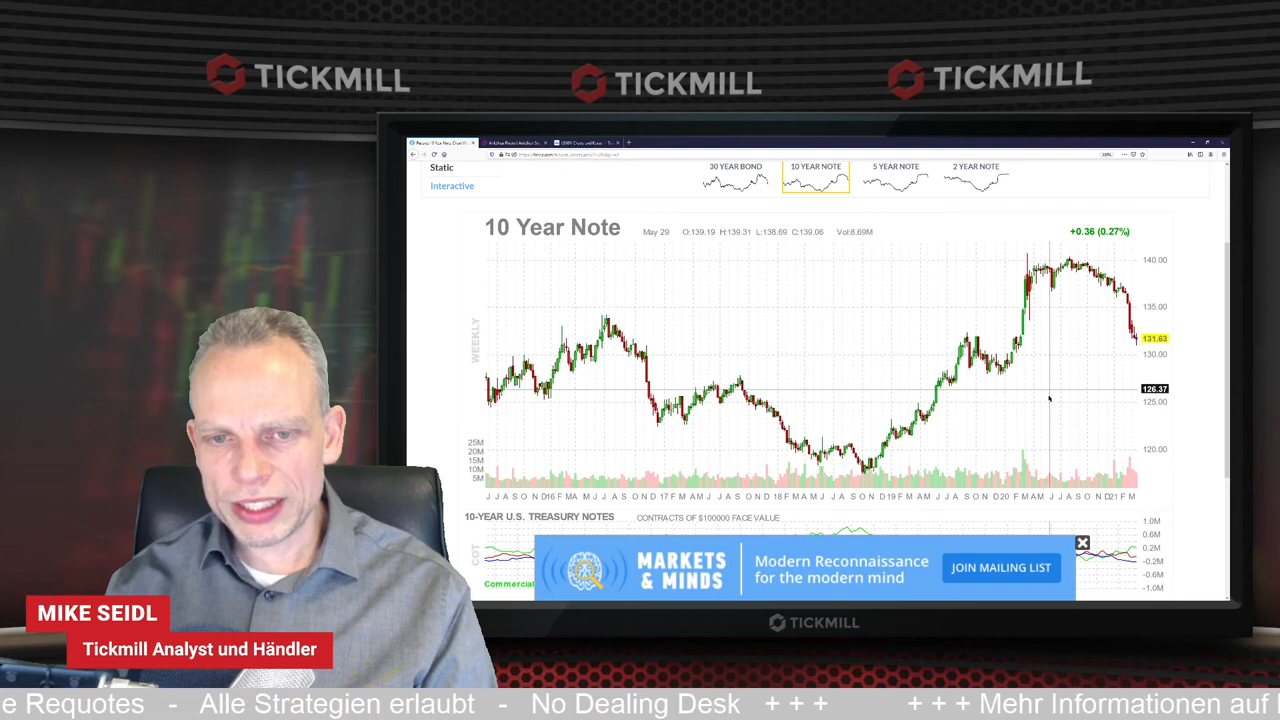 TICKMILL
TICKMILL
TICKMILL
Static
Interactive
30 YEAR BOND
10 YEAR NOTE
5 YEAR NOTE
2 YEAR NOTE
10 Year Note
May 29 O:139.19 H:139.31 L:138.69 C:139.06 Vol:8.69M
+0.36 (0.27%)
WEEKLY
140.00
135.00
131.63
130.00
126.37
125.00
120.00
25M
20M
15M
10M
5M
10-YEAR U.S. TREASURY NOTES
CONTRACTS OF $100000 FACE VALUE
COT
1.0M
0.6M
0.2M
-0.2M
-0.6M
-1.0M
Commercial
MARKETS
& MINDS
Modern Reconnaissance
for the modern mind
JOIN MAILING LIST
TICKMILL
MIKE SEIDL
Tickmill Analyst und Händler
e Requotes - Alle Strategien erlaubt - No Dealing Desk +++ +++ Mehr Informationen auf